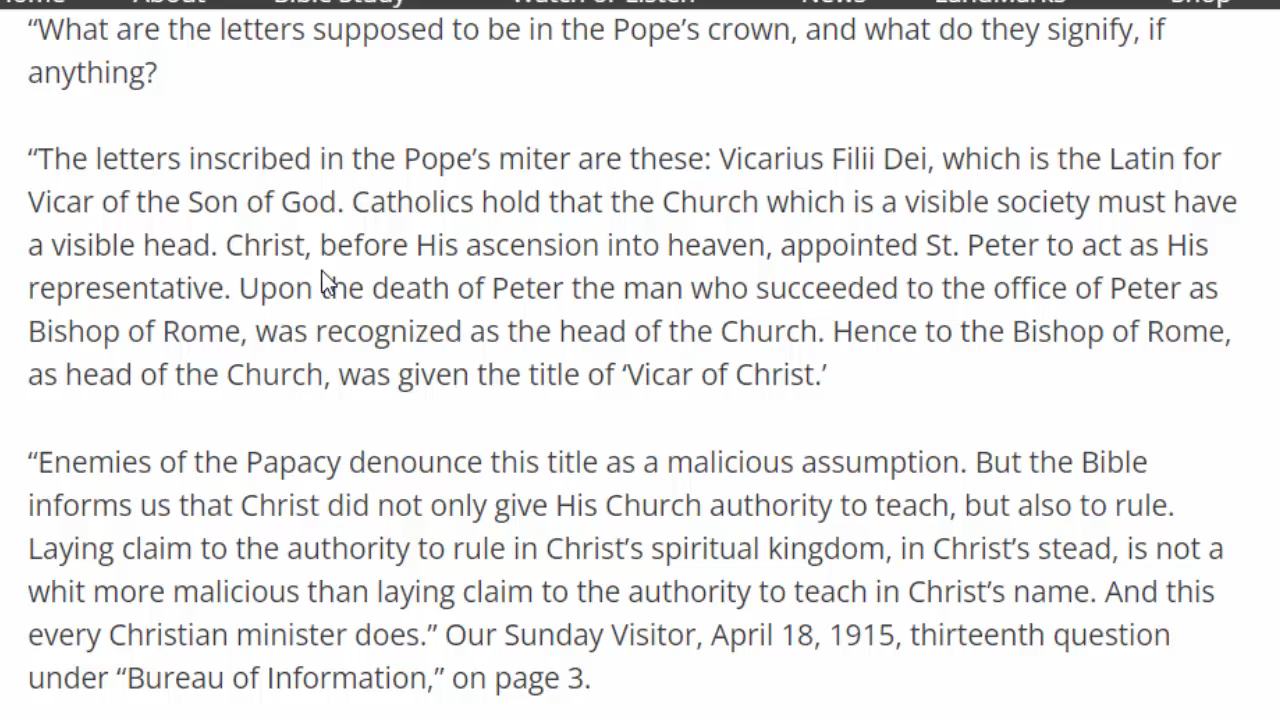 Home About Bible Study Watch or Listen News Landmarks Shop
“What are the letters supposed to be in the Pope’s crown, and what do they signify, if
anything?
“The letters inscribed in the Pope’s miter are these: Vicarius Filii Dei, which is the Latin for
Vicar of the Son of God. Catholics hold that the Church which is a visible society must have
a visible head. Christ, before His ascension into heaven, appointed St. Peter to act as His
representative. Upon the death of Peter the man who succeeded to the office of Peter as
Bishop of Rome, was recognized as the head of the Church. Hence to the Bishop of Rome,
as head of the Church, was given the title of ‘Vicar of Christ.’
“Enemies of the Papacy denounce this title as a malicious assumption. But the Bible
informs us that Christ did not only give His Church authority to teach, but also to rule.
Laying claim to the authority to rule in Christ’s spiritual kingdom, in Christ’s stead, is not a
whit more malicious than laying claim to the authority to teach in Christ’s name. And this
every Christian minister does.” Our Sunday Visitor, April 18, 1915, thirteenth question
under “Bureau of Information,” on page 3.